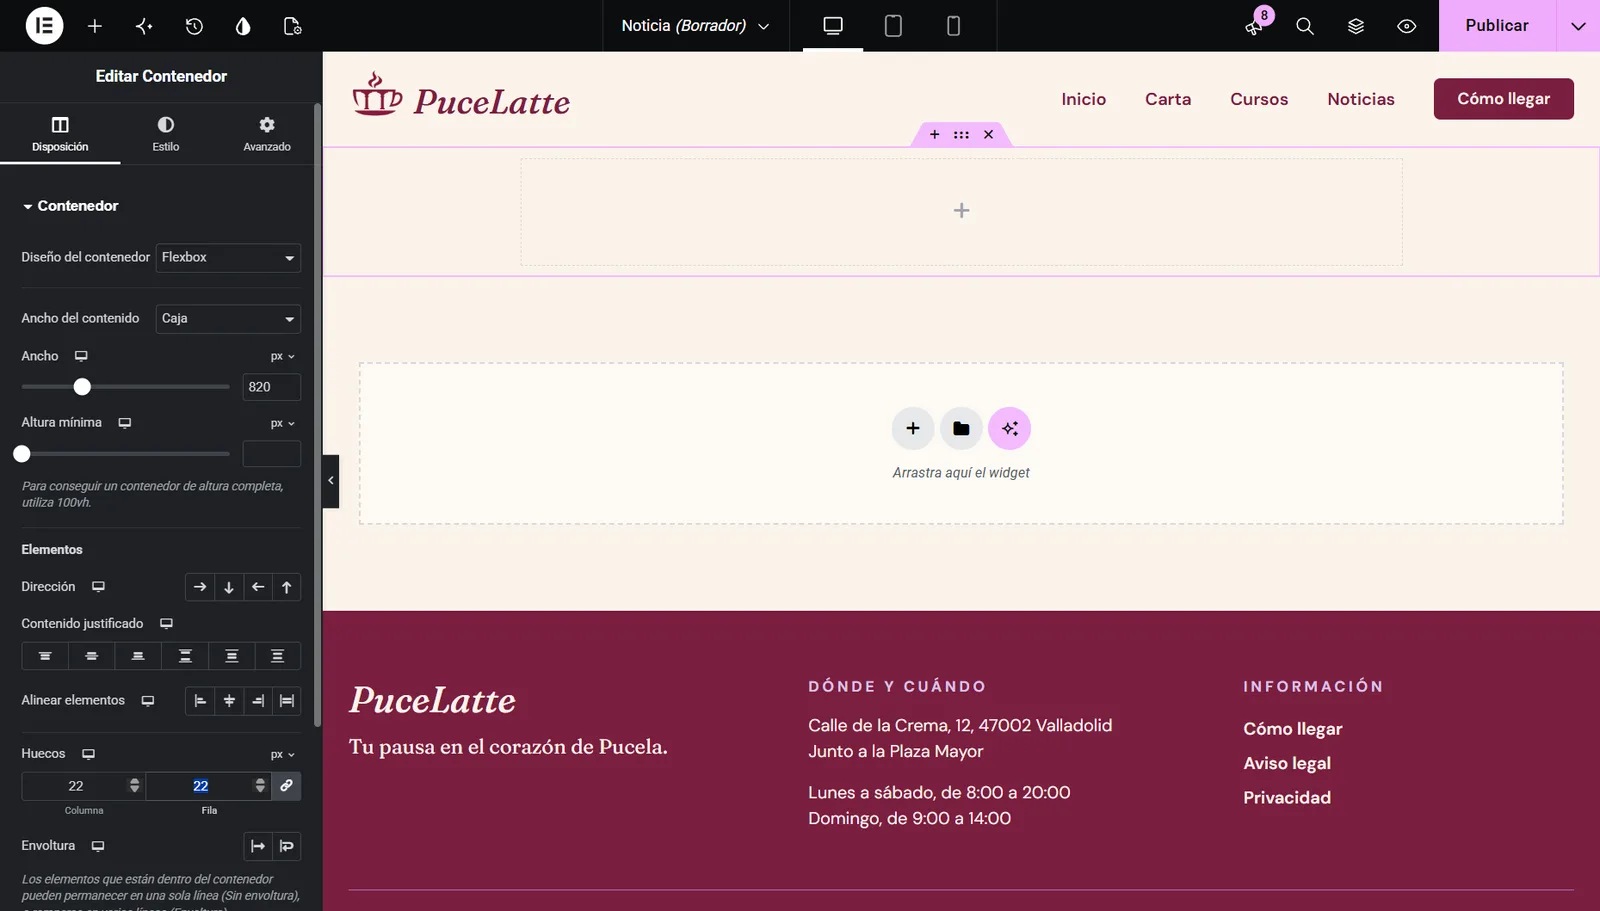 Noticia (Borrador)
8
Publicar
Editar Contenedor
Disposición
Estilo
Avanzado
Contenedor
Diseño del contenedor
Flexbox
Ancho del contenido
Caja
Ancho
px
820
Altura mínima
px
Para conseguir un contenedor de altura completa,
utiliza 100vh.
Elementos
Dirección
Contenido justificado
Alinear elementos
Huecos
px
22
22
Columna
Fila
Envoltura
Los elementos que están dentro del contenedor
pueden permanecer en una sola línea (Sin envoltura),
PuceLatte
Inicio
Carta
Cursos
Noticias
Cómo llegar
Arrastra aquí el widget
PuceLatte
Tu pausa en el corazón de Pucela.
DÓNDE Y CUÁNDO
Calle de la Crema, 12, 47002 Valladolid
Junto a la Plaza Mayor
Lunes a sábado, de 8:00 a 20:00
Domingo, de 9:00 a 14:00
INFORMACIÓN
Cómo llegar
Aviso legal
Privacidad